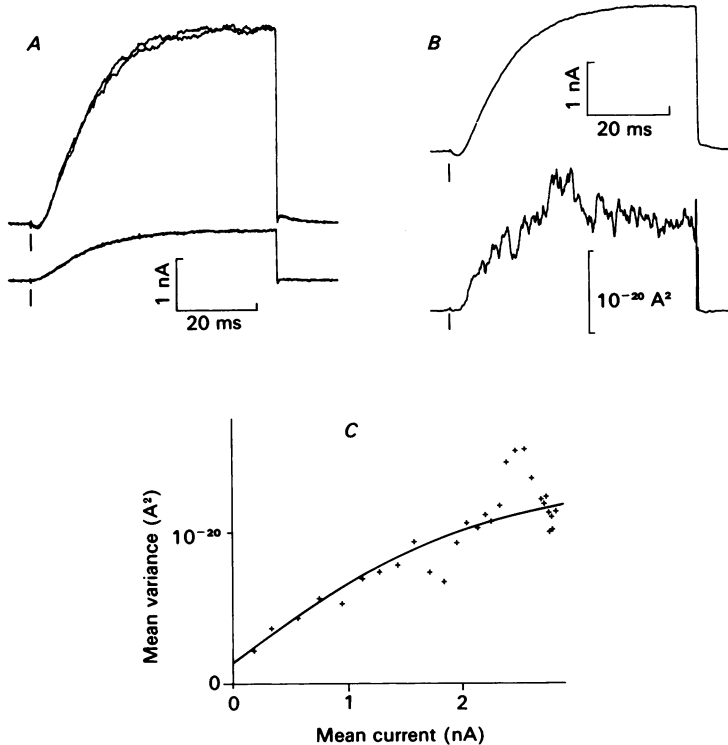 A
1 nA
20 ms
B
1 nA
20 ms
10⁻²⁰ A²
C
Mean variance (A²)
10⁻²⁰
0
0
1
2
Mean current (nA)